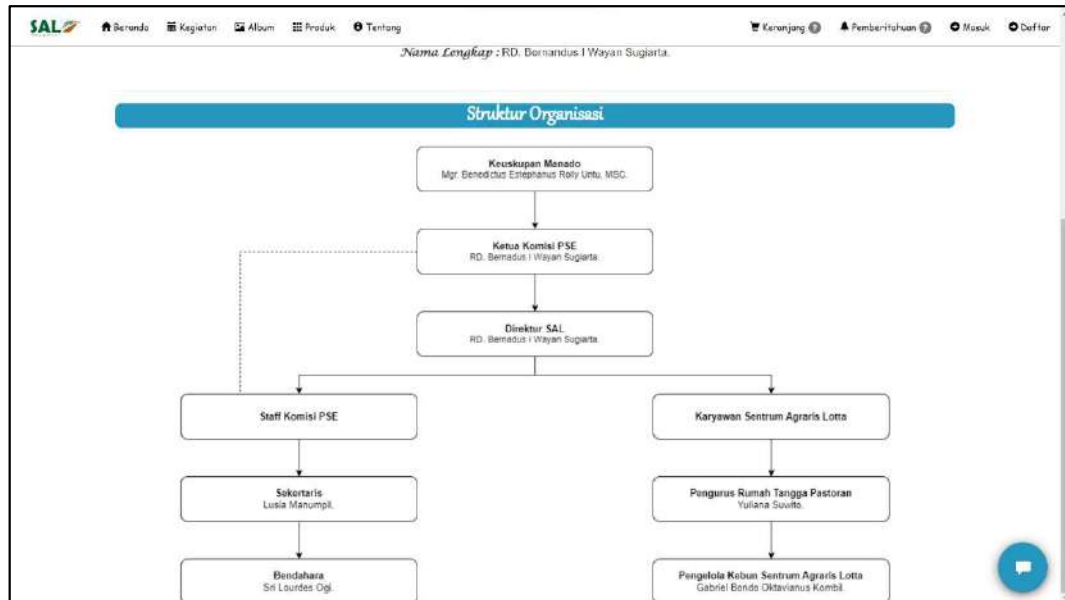 SAL
Beranda Kegiatan Album Produk Tentang Keranjang ? Pemberitahuan ? Masuk Daftar
Nama Lengkap : RD. Bernandus I Wayan Sugiarta.
Struktur Organisasi
Keuskupan Manado
Mgr. Benedictus Estephanus Rolly Untu, MSC.
Ketua Komisi PSE
RD. Bernadus I Wayan Sugiarta.
Direktur SAL
RD. Bernadus I Wayan Sugiarta.
Staff Komisi PSE
Karyawan Sentrum Agraris Lotta
Sekertaris
Lusia Manumpil.
Pengurus Rumah Tangga Pastoran
Yuliana Suwito.
Bendahara
Sri Lourdes Ogi.
Pengelola Kebun Sentrum Agraris Lotta
Gabriel Bondo Oktavianus Kombil.